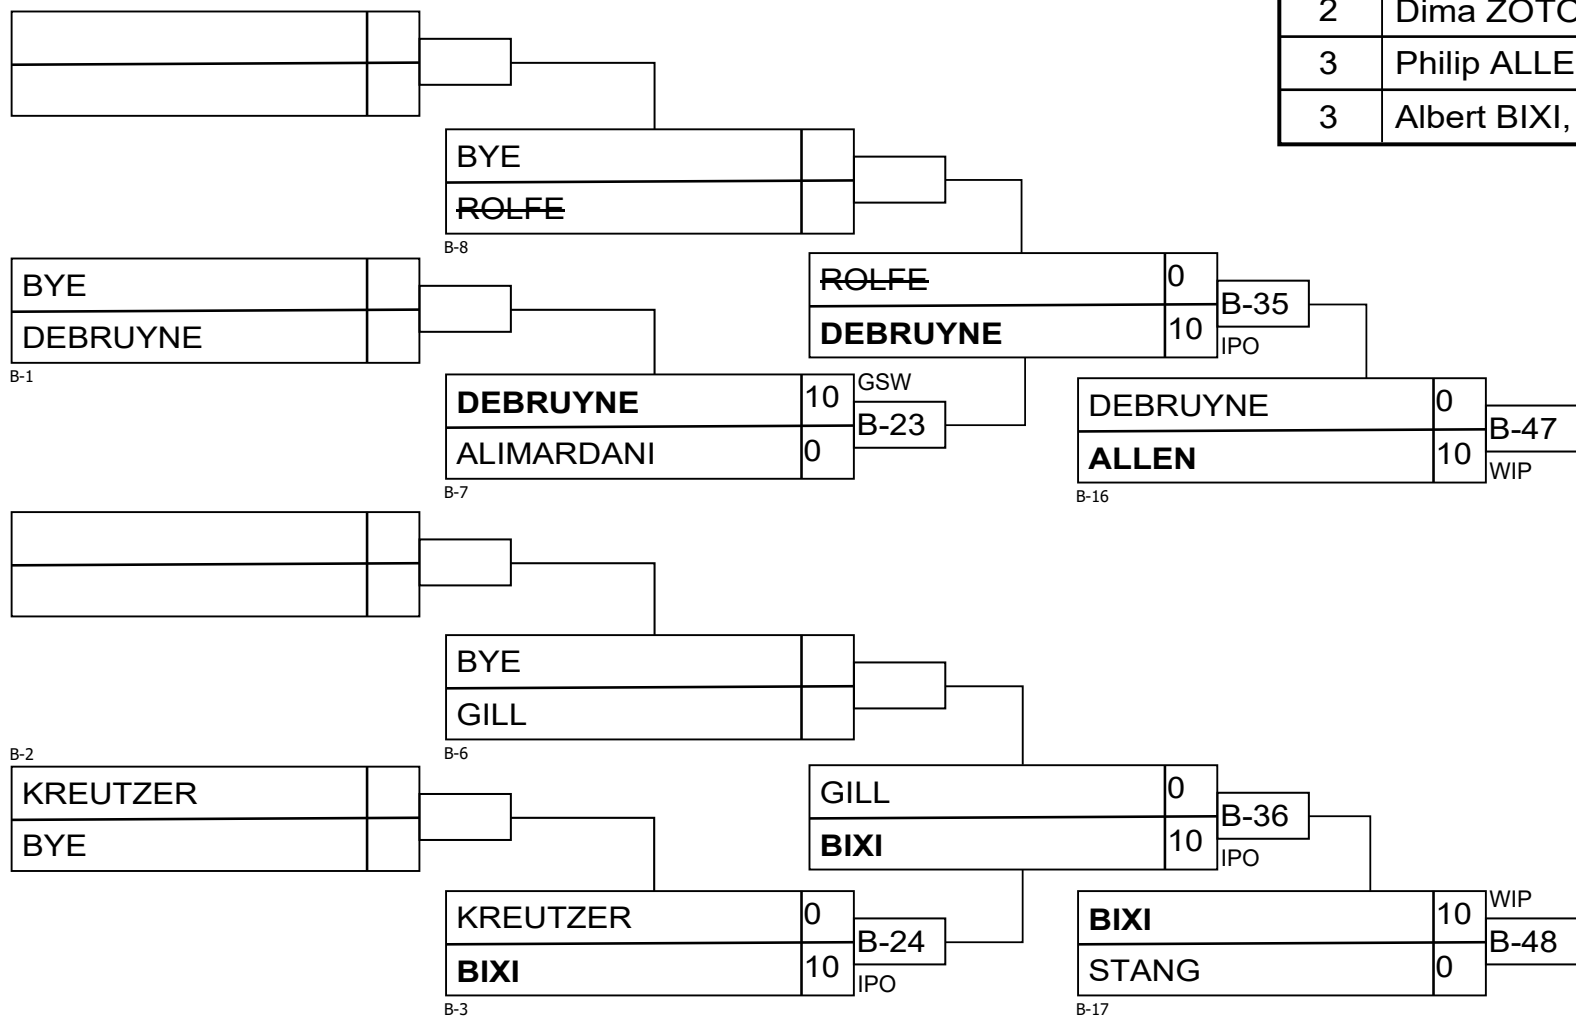 2 Dima ZOTO
3 Philip ALLE
3 Albert BIXI,
BYE
ROLFE
B-8
BYE
DEBRUYNE
B-1
ROLFE 0
DEBRUYNE 10
B-35
IPO
DEBRUYNE 10
ALIMARDANI 0
GSW
B-23
B-7
DEBRUYNE 0
ALLEN 10
B-47
WIP
B-16
BYE
GILL
B-6
B-2
KREUTZER
BYE
GILL 0
BIXI 10
B-36
IPO
KREUTZER 0
BIXI 10
B-24
IPO
B-3
BIXI 10
STANG 0
WIP
B-48
B-17